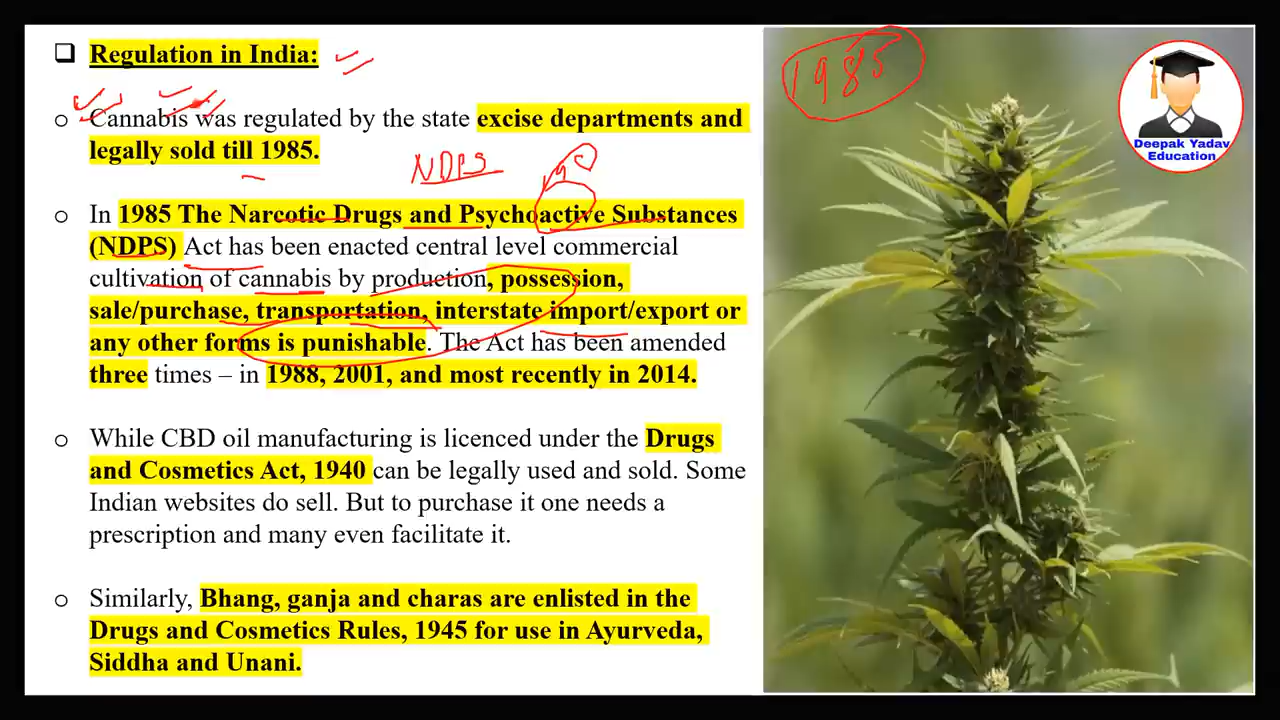 Regulation in India:
Cannabis was regulated by the state excise departments and
legally sold till 1985.
In 1985 The Narcotic Drugs and Psychoactive Substances
(NDPS) Act has been enacted central level commercial
cultivation of cannabis by production, possession,
sale/purchase, transportation, interstate import/export or
any other forms is punishable. The Act has been amended
three times – in 1988, 2001, and most recently in 2014.
While CBD oil manufacturing is licenced under the Drugs
and Cosmetics Act, 1940 can be legally used and sold. Some
Indian websites do sell. But to purchase it one needs a
prescription and many even facilitate it.
Similarly, Bhang, ganja and charas are enlisted in the
Drugs and Cosmetics Rules, 1945 for use in Ayurveda,
Siddha and Unani.
NDPS
1985
Deepak Yadav
Education